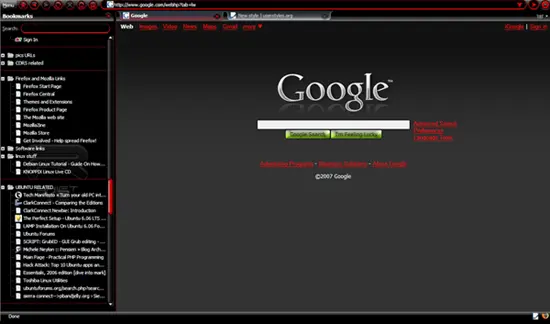 Menu
http://www.google.com/webhp?tab=iw
Bookmarks
Google
New style | userstyles.org
Search:
Web Images Video News Maps Gmail more ▼
iGoogle | Sign in
Sign In
pics URLs
CDRS related
Firefox and Mozilla Links
Firefox Start Page
Firefox Central
Themes and Extensions
Firefox Product Page
The Mozilla web site
MozillaZine
Mozilla Store
Get Involved - Help spread Firefox!
Software links
linux stuff
Debian Linux Tutorial - Guide On How...
KNOPPIX Linux Live CD
UBUNTU RELATED
Tech Manifesto »Turn your old PC int...
ClarkConnect - Comparing the Editions
ClarkConnect Newbie: Introduction
The Perfect Setup - Ubuntu 6.06 LTS ...
LAMP Installation On Ubuntu 6.06 Fo...
Ubuntu Forums
SCRIPT: GrubED - GUI Grub editing - ...
Michele Neylon :: Pensieri »Blog Arch...
Main Page - Practical PHP Programming
Hack Attack: Top 10 Ubuntu apps an...
Essentials, 2006 edition [dive into mark]
Toshiba Linux Utilities
ubuntuforums.org/search.php?searc...
sierra-connect->pbandjelly.org »Sie...
Google™
Google Search
I'm Feeling Lucky
Advanced Search
Preferences
Language Tools
Advertising Programs - Business Solutions - About Google
©2007 Google
Done